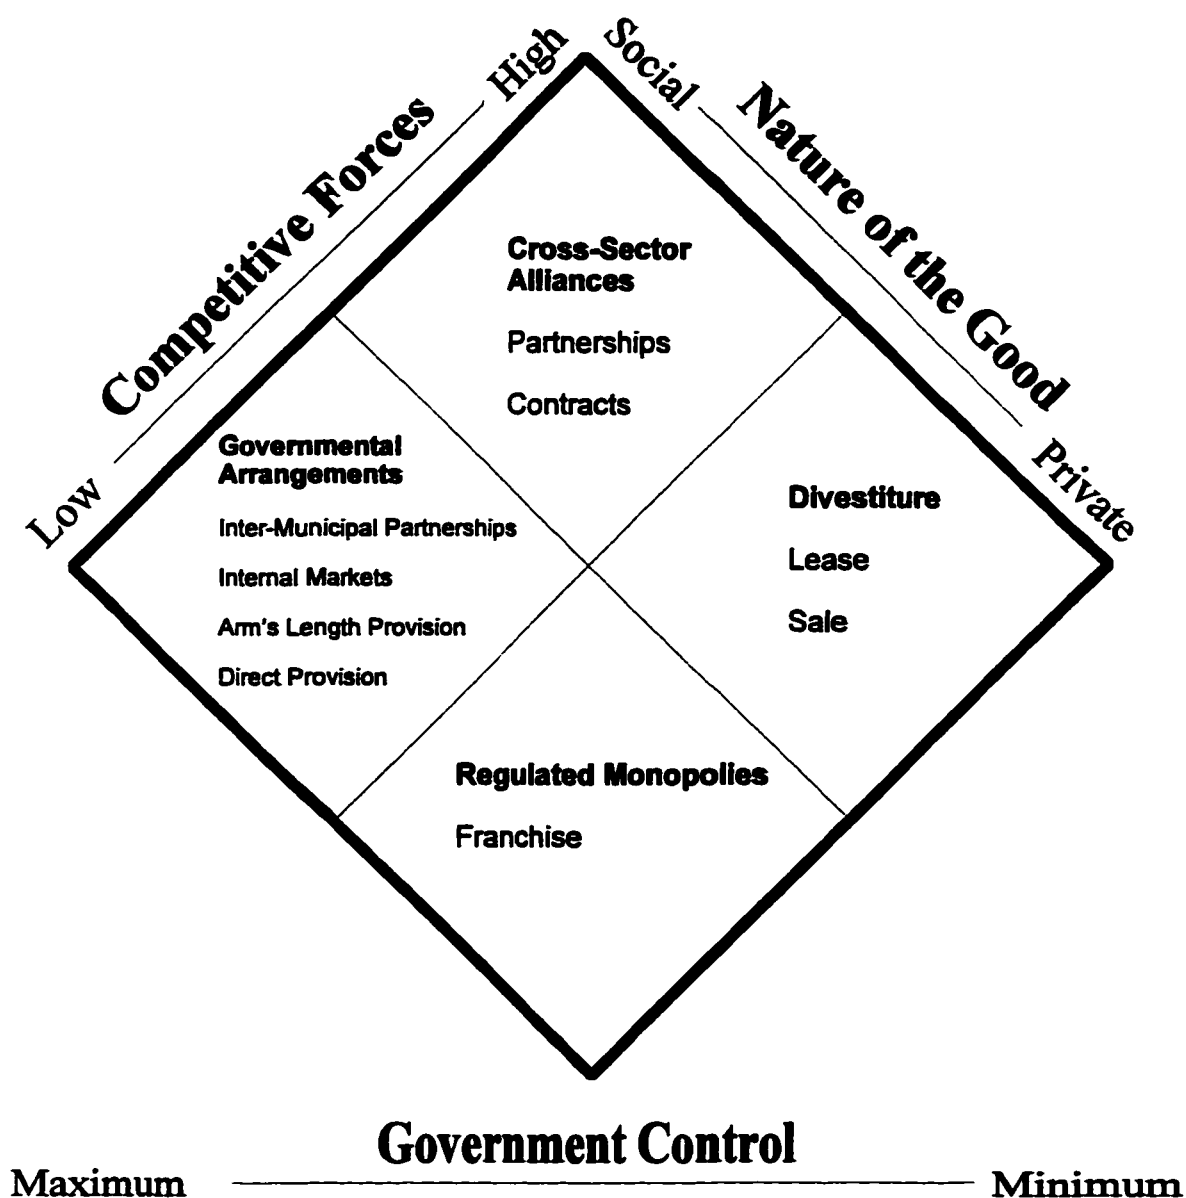 High
Social
Competitive Forces
Nature of the Good
Low
Private
Cross-Sector
Alliances
Partnerships
Contracts
Governmental
Arrangements
Inter-Municipal Partnerships
Internal Markets
Arm's Length Provision
Direct Provision
Divestiture
Lease
Sale
Regulated Monopolies
Franchise
Government Control
Maximum
Minimum